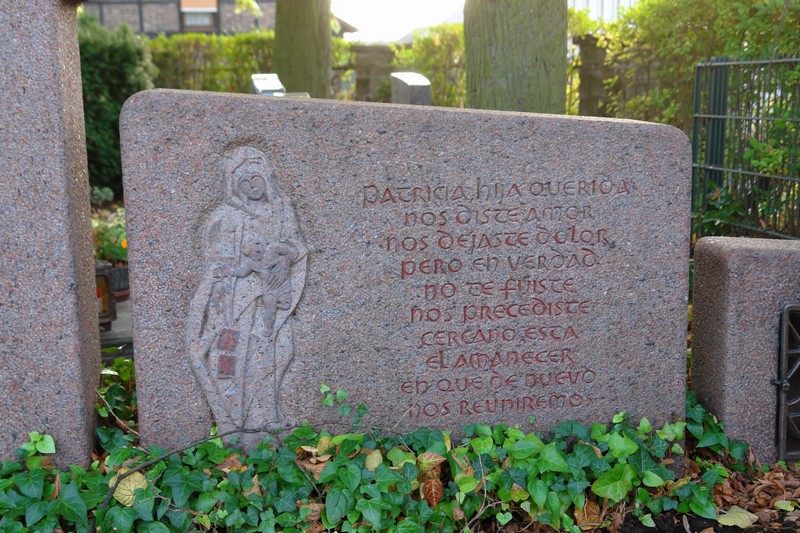 PATRICIA, HIJA QUERIDA
NOS DISTE AMOR
NOS DEJASTE DOLOR
PERO EN VERDAD
NO TE FUISTE
NOS PRECEDISTE
CERCANO ESTA
EL AMANECER
EN QUE DE NUEVO
NOS REUNIREMOS